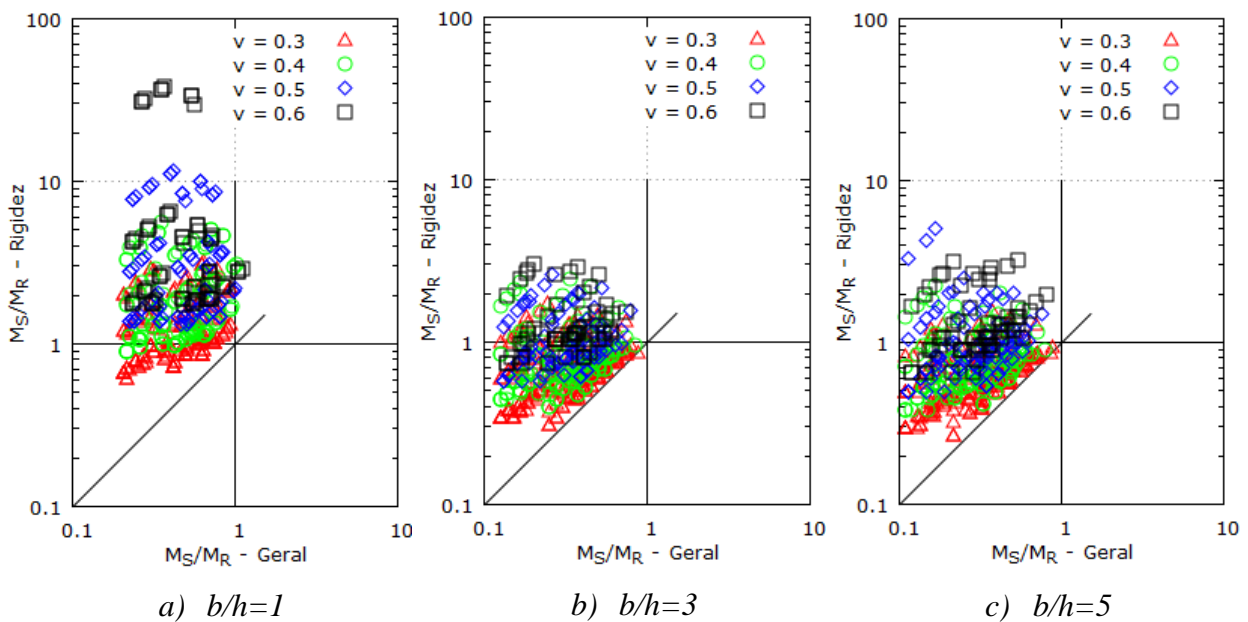 100
10
1
0.1
0.1
1
10
v = 0.3
v = 0.4
v = 0.5
v = 0.6
MS/MR - Rigidez
MS/MR - Geral
a) b/h=1
100
10
1
0.1
0.1
1
10
v = 0.3
v = 0.4
v = 0.5
v = 0.6
MS/MR - Rigidez
MS/MR - Geral
b) b/h=3
100
10
1
0.1
0.1
1
10
v = 0.3
v = 0.4
v = 0.5
v = 0.6
MS/MR - Rigidez
MS/MR - Geral
c) b/h=5